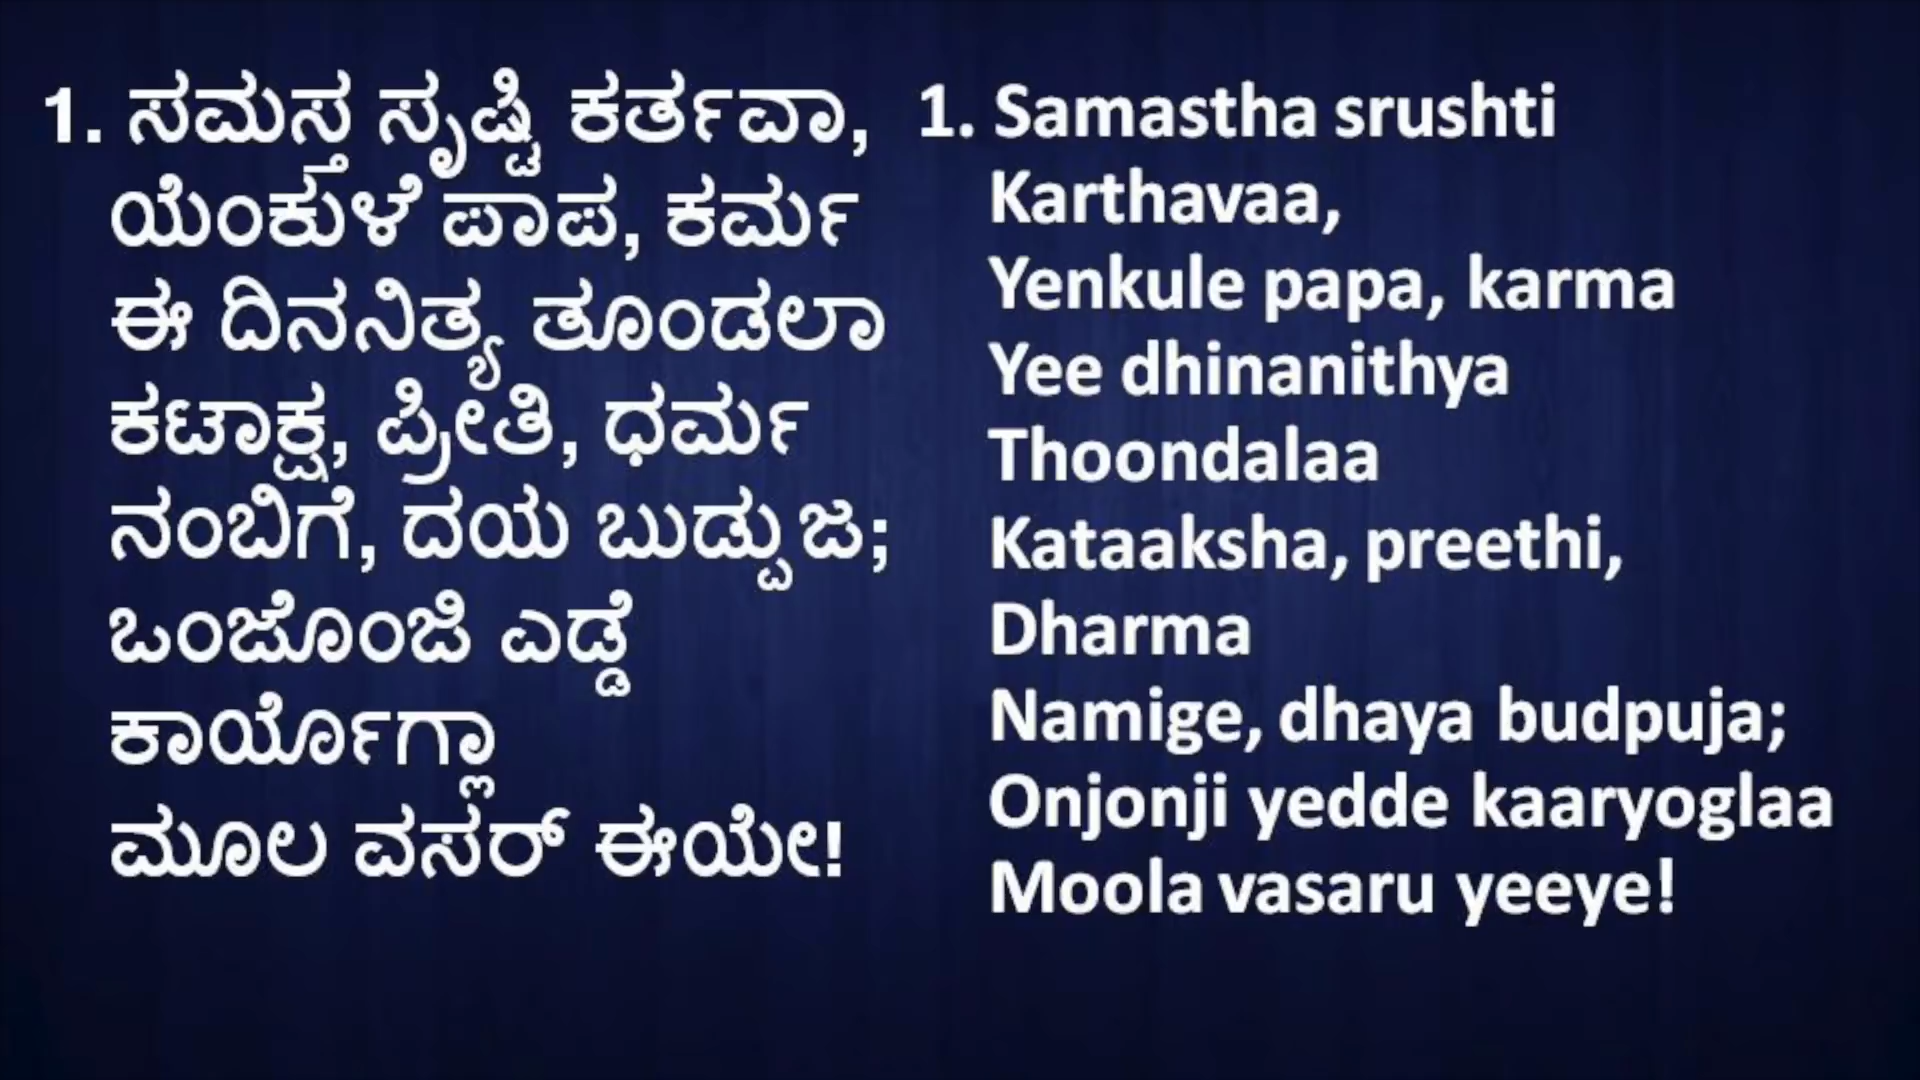 1. ಸಮಸ್ತ ಸೃಷ್ಟಿ ಕರ್ತವಾ,
ಯೆಂಕುಳೆ ಪಾಪ, ಕರ್ಮ
ಈ ದಿನನಿತ್ಯ ತೂಂಡಲಾ
ಕಟಾಕ್ಷ, ಪ್ರೀತಿ, ಧರ್ಮ
ನಂಬಿಗೆ, ದಯ ಬುಡ್ಪುಜ;
ಒಂಜೊಂಜಿ ಎಡ್ಡೆ
ಕಾರ್ಯೊಗ್ಲಾ
ಮೂಲ ವಸರ್ ಈಯೇ!
1. Samastha srushti
Karthavaa,
Yenkule papa, karma
Yee dhinanithya
Thoondalaa
Kataaksha, preethi,
Dharma
Namige, dhaya budpuja;
Onjonji yedde kaaryoglaa
Moola vasaru yeeye!